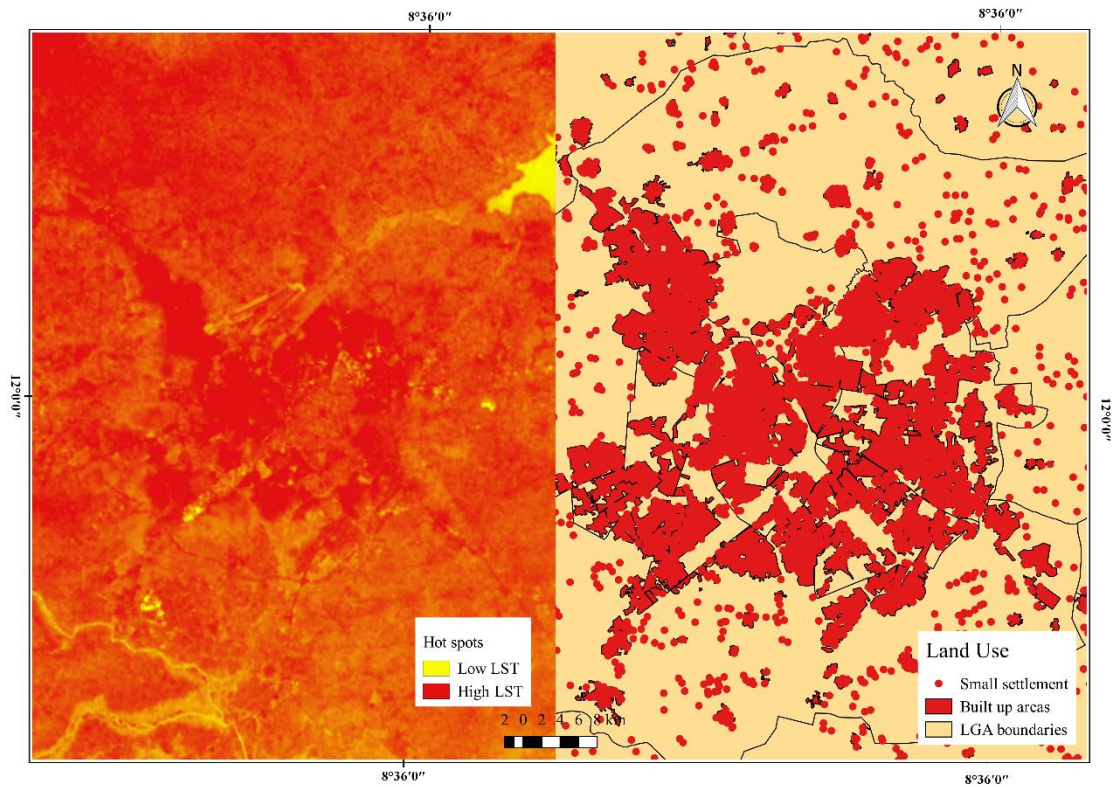 8°36'0"
8°36'0"
N
12°0'0"
12°0'0"
Hot spots
Low LST
High LST
2 0 2 4 6 8 km
Land Use
Small settlement
Built up areas
LGA boundaries
8°36'0"
8°36'0"